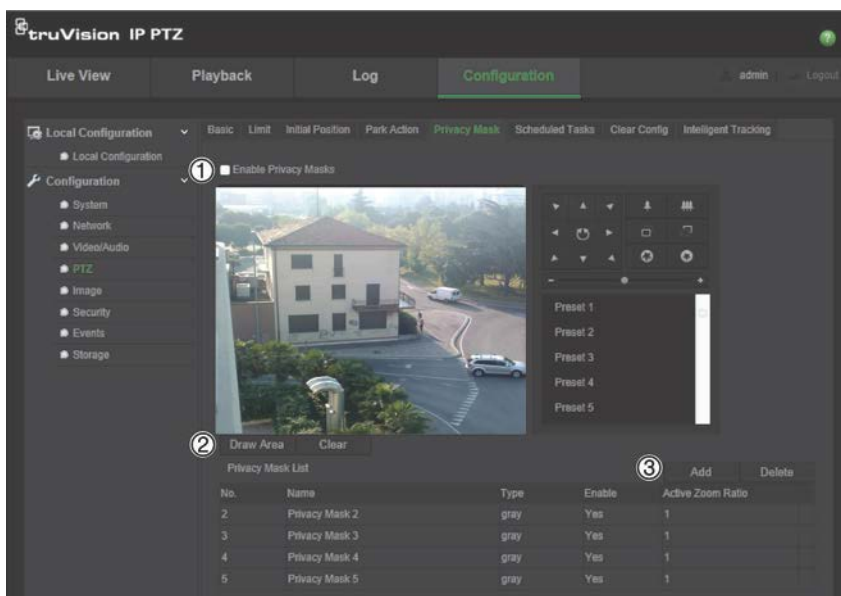 truVision IP PTZ
Live View Playback Log Configuration admin Logout
Local Configuration
Local Configuration
Configuration
System
Network
Video/Audio
PTZ
Image
Security
Events
Storage
Basic Limit Initial Position Park Action Privacy Mask Scheduled Tasks Clear Config Intelligent Tracking
① Enable Privacy Masks
Preset 1
Preset 2
Preset 3
Preset 4
Preset 5
② Draw Area Clear
Privacy Mask List
③ Add Delete
No. Name Type Enable Active Zoom Ratio
2 Privacy Mask 2 gray Yes 1
3 Privacy Mask 3 gray Yes 1
4 Privacy Mask 4 gray Yes 1
5 Privacy Mask 5 gray Yes 1